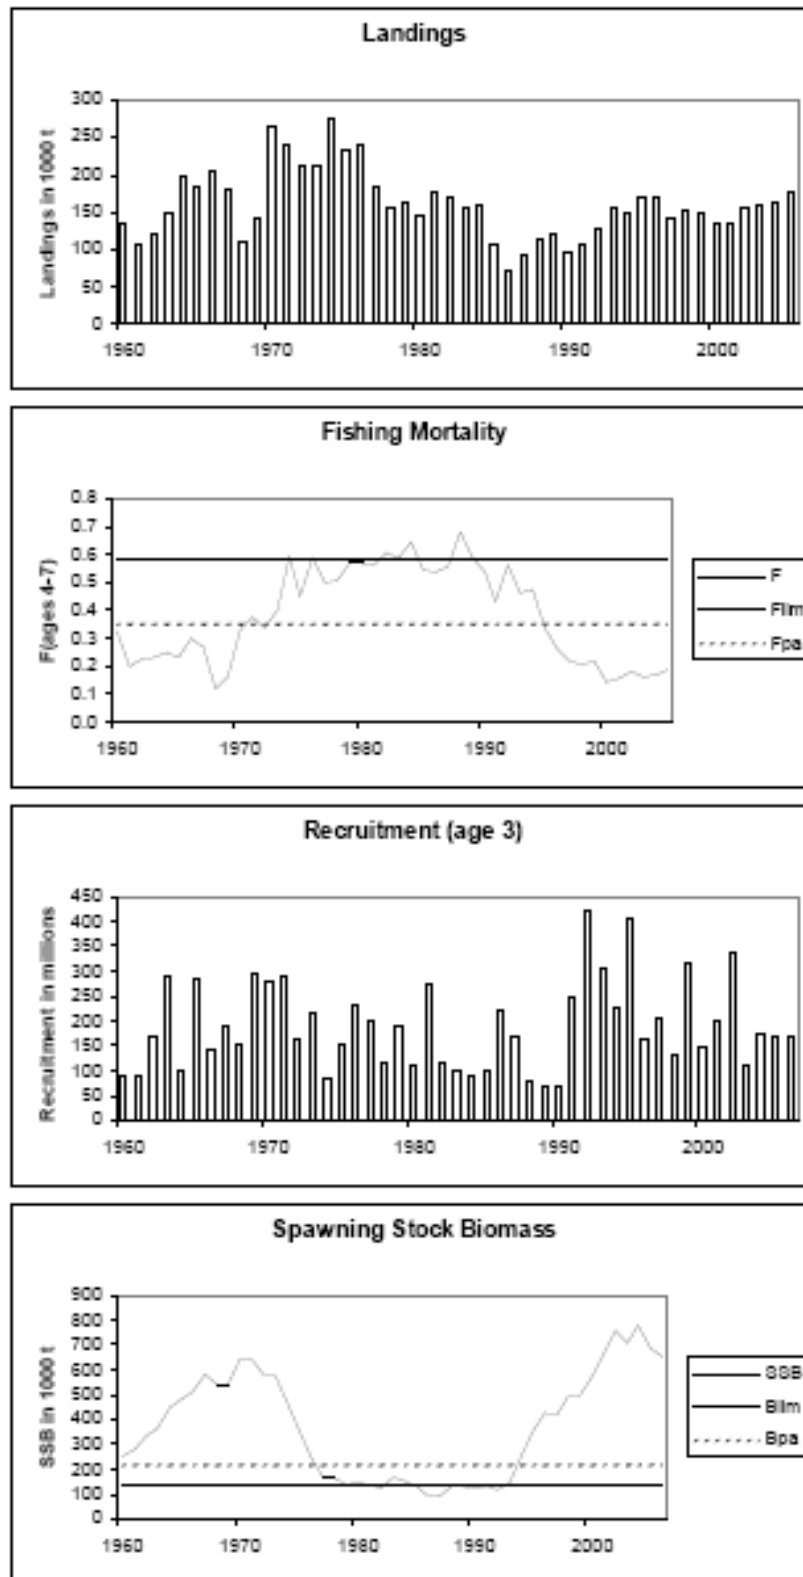 Landings
Landings in 1000 t
300
250
200
150
100
50
0
1960 1970 1980 1990 2000
Fishing Mortality
F(ages 4-7)
0.8
0.7
0.6
0.5
0.4
0.3
0.2
0.1
0.0
1960 1970 1980 1990 2000
F
Flim
Fpa
Recruitment (age 3)
Recruitment in millions
450
400
350
300
250
200
150
100
50
0
1960 1970 1980 1990 2000
Spawning Stock Biomass
SSB in 1000 t
900
800
700
600
500
400
300
200
100
0
1960 1970 1980 1990 2000
SSB
Blim
Bpa